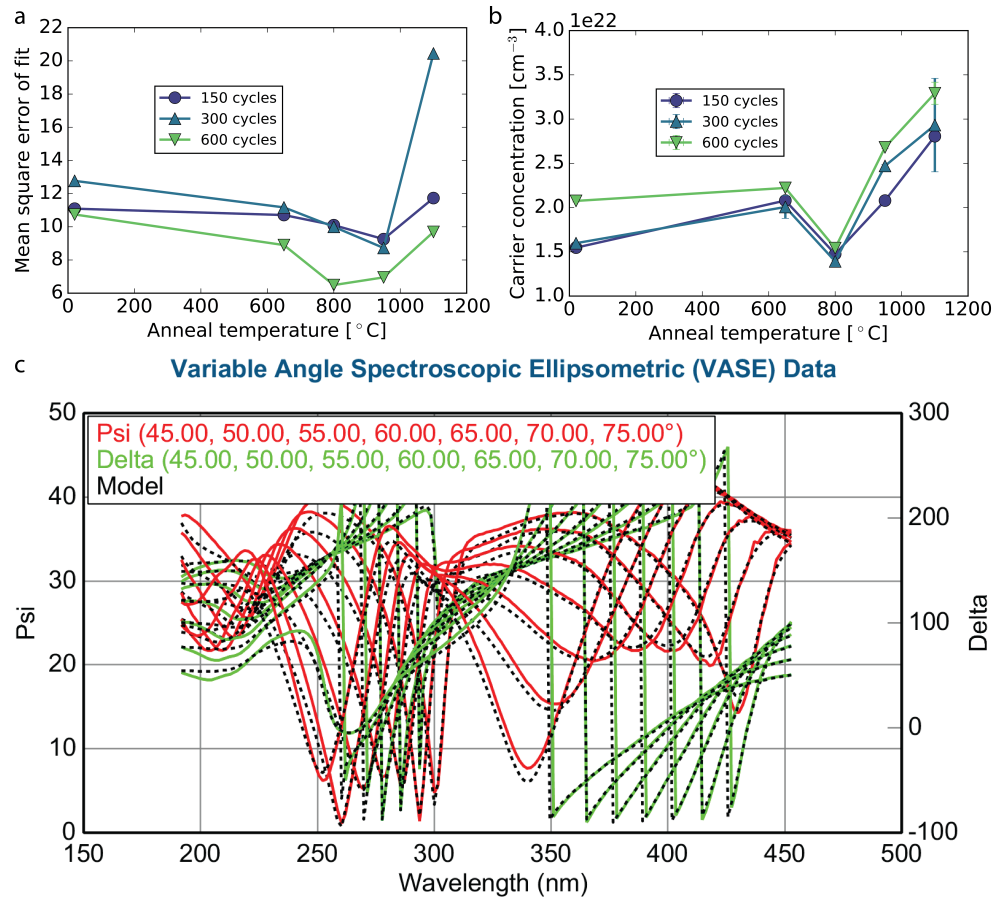 a
22
20
18
16
14
12
10
8
6
Mean square error of fit
150 cycles
300 cycles
600 cycles
0 200 400 600 800 1000 1200
Anneal temperature [°C]
b
1e22
4.0
3.5
3.0
2.5
2.0
1.5
1.0
Carrier concentration [cm⁻³]
150 cycles
300 cycles
600 cycles
0 200 400 600 800 1000 1200
Anneal temperature [°C]
c
Variable Angle Spectroscopic Ellipsometric (VASE) Data
Psi (45.00, 50.00, 55.00, 60.00, 65.00, 70.00, 75.00°)
Delta (45.00, 50.00, 55.00, 60.00, 65.00, 70.00, 75.00°)
Model
50
40
30
20
10
0
Psi
300
200
100
0
-100
Delta
150 200 250 300 350 400 450 500
Wavelength (nm)